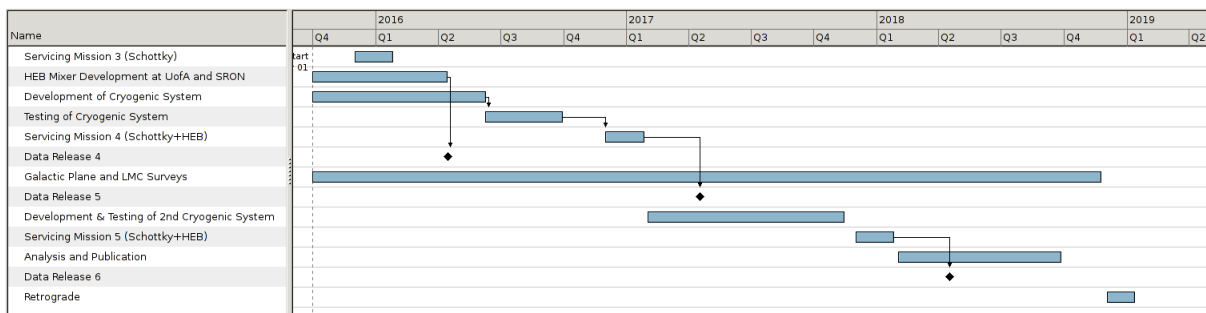 2016 2017 2018 2019
Name Q4 Q1 Q2 Q3 Q4 Q1 Q2 Q3 Q4 Q1 Q2 Q3 Q4 Q1 Q2
Servicing Mission 3 (Schottky) tart
01
HEB Mixer Development at UofA and SRON
Development of Cryogenic System
Testing of Cryogenic System
Servicing Mission 4 (Schottky+HEB)
Data Release 4
Galactic Plane and LMC Surveys
Data Release 5
Development & Testing of 2nd Cryogenic System
Servicing Mission 5 (Schottky+HEB)
Analysis and Publication
Data Release 6
Retrograde